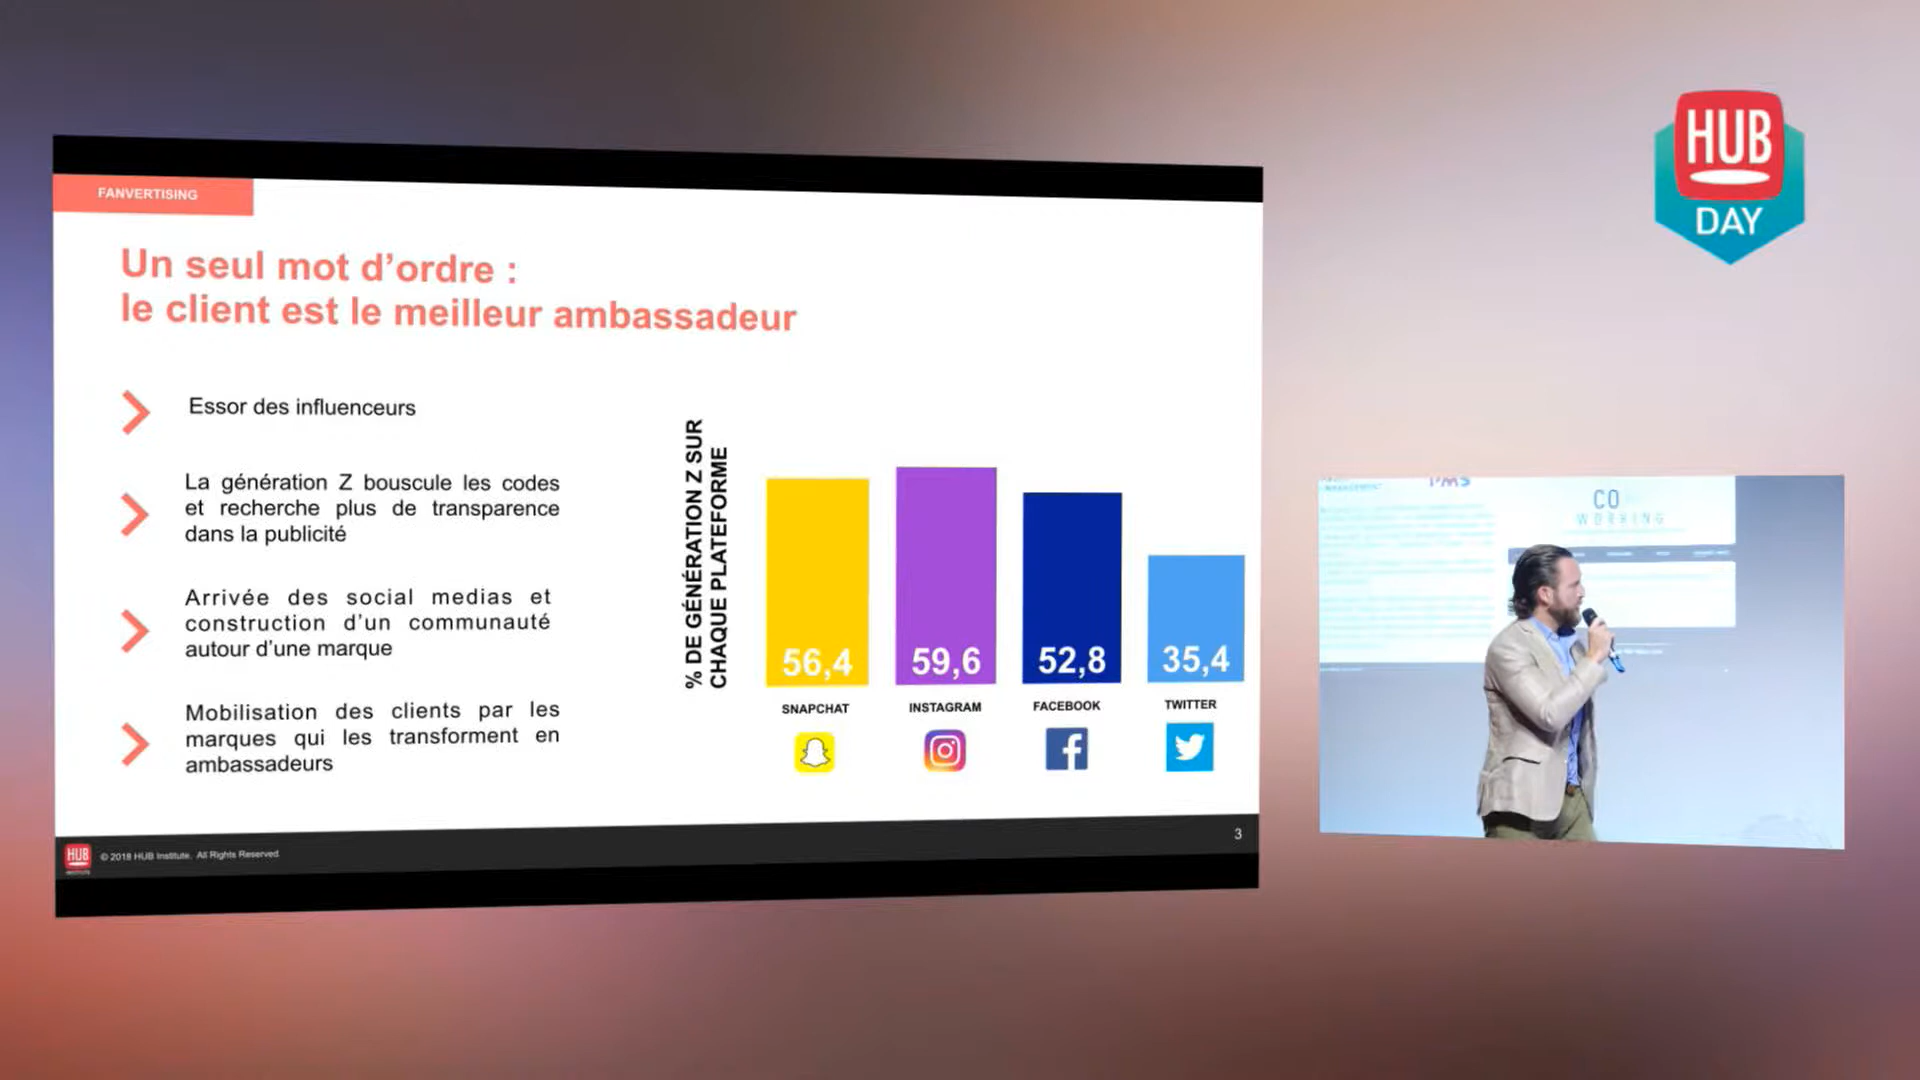 HUB
DAY
FANVERTISING
Un seul mot d’ordre :
le client est le meilleur ambassadeur
Essor des influenceurs
La génération Z bouscule les codes
et recherche plus de transparence
dans la publicité
Arrivée des social medias et
construction d’un communauté
autour d’une marque
Mobilisation des clients par les
marques qui les transforment en
ambassadeurs
% DE GÉNÉRATION Z SUR
CHAQUE PLATEFORME
56,4
59,6
52,8
35,4
SNAPCHAT
INSTAGRAM
FACEBOOK
TWITTER
HUB
© 2018 HUB Institute. All Rights Reserved
3
PMS
CO
WORKING